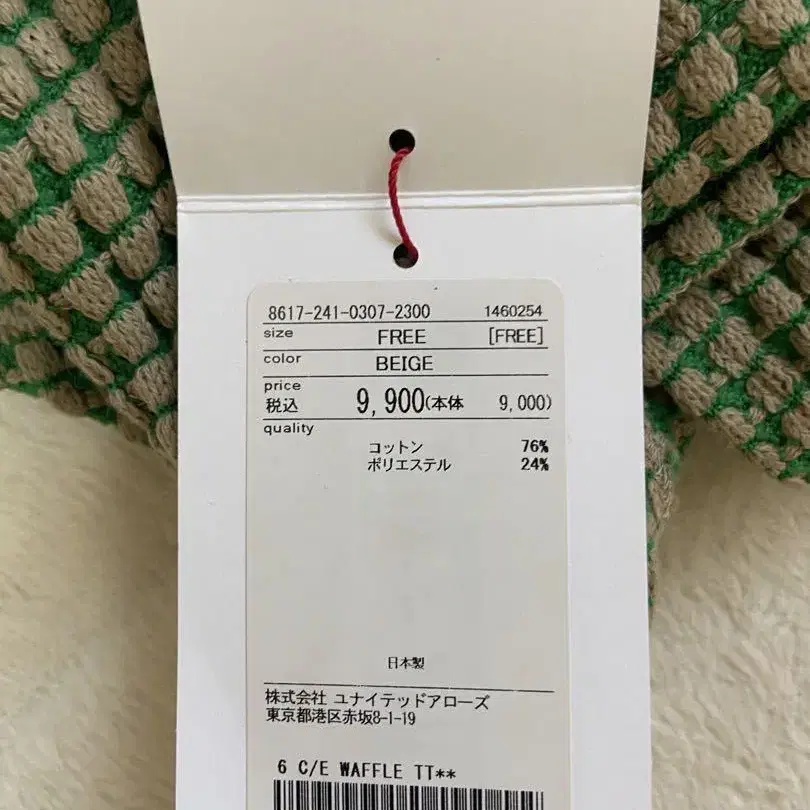 8617-241-0307-2300 1460254
size FREE [FREE]
color BEIGE
price
税込 9,900(本体 9,000)
quality
コットン 76%
ポリエステル 24%
日本製
株式会社 ユナイテッドアローズ
東京都港区赤坂8-1-19
6 C/E WAFFLE TT**